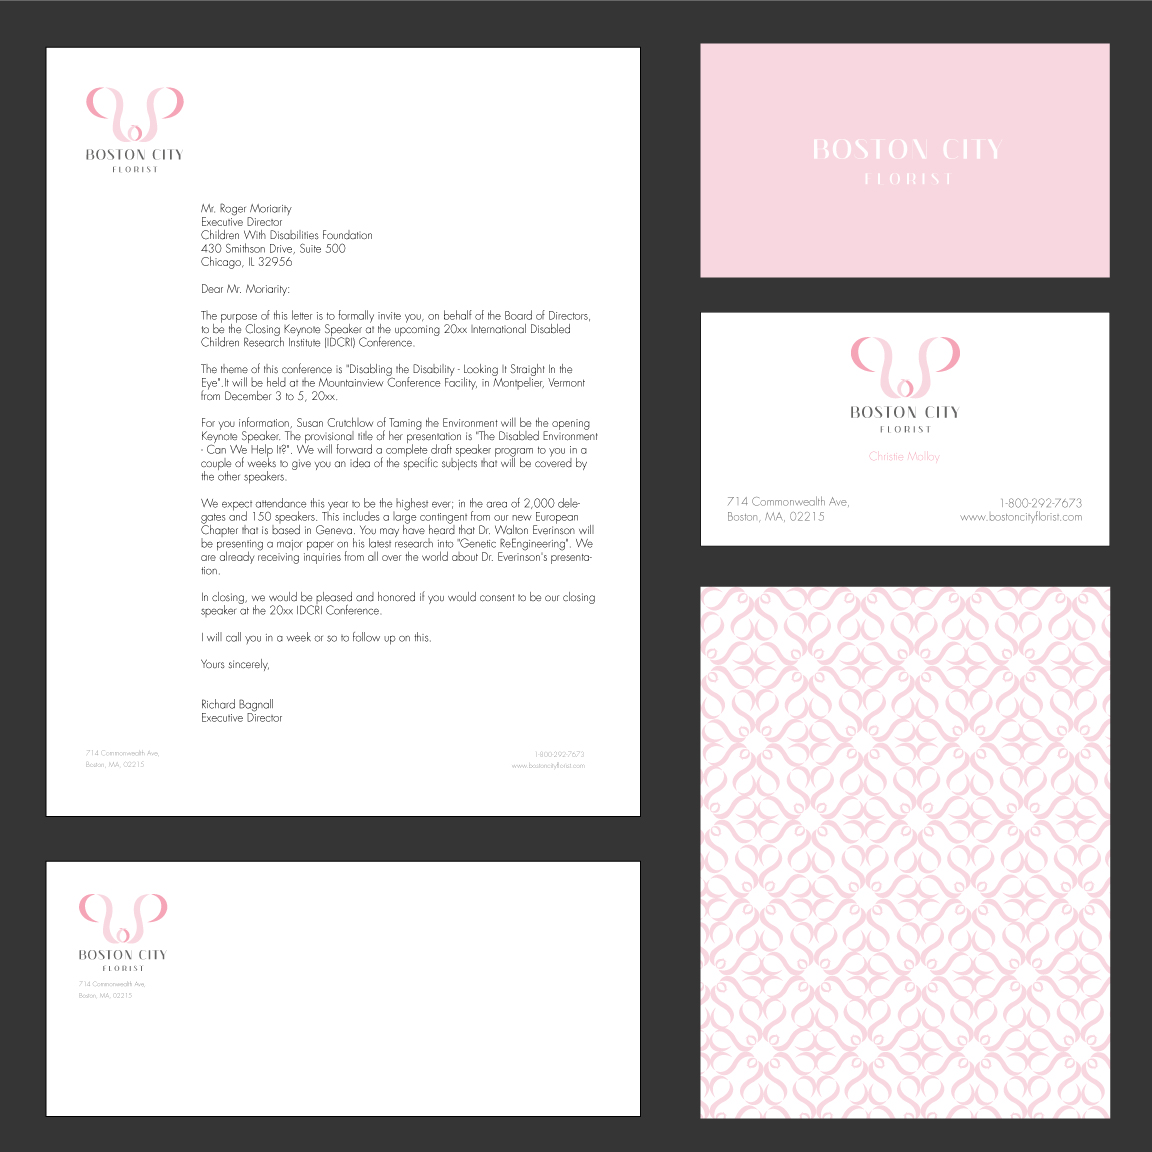 BOSTON CITY
FLORIST
Mr. Roger Moriarity
Executive Director
Children With Disabilities Foundation
430 Smithson Drive, Suite 500
Chicago, IL 32956
Dear Mr. Moriarity:
The purpose of this letter is to formally invite you, on behalf of the Board of Directors,
to be the Closing Keynote Speaker at the upcoming 20xx International Disabled
Children Research Institute (IDCRI) Conference.
The theme of this conference is "Disabling the Disability - Looking It Straight In the
Eye".It will be held at the Mountainview Conference Facility, in Montpelier, Vermont
from December 3 to 5, 20xx.
For you information, Susan Crutchlow of Taming the Environment will be the opening
Keynote Speaker. The provisional title of her presentation is "The Disabled Environment
- Can We Help It?". We will forward a complete draft speaker program to you in a
couple of weeks to give you an idea of the specific subjects that will be covered by
the other speakers.
We expect attendance this year to be the highest ever; in the area of 2,000 dele-
gates and 150 speakers. This includes a large contingent from our new European
Chapter that is based in Geneva. You may have heard that Dr. Walton Everinson will
be presenting a major paper on his latest research into "Genetic ReEngineering". We
are already receiving inquiries from all over the world about Dr. Everinson's presenta-
tion.
In closing, we would be pleased and honored if you would consent to be our closing
speaker at the 20xx IDCRI Conference.
I will call you in a week or so to follow up on this.
Yours sincerely,
Richard Bagnall
Executive Director
714 Commonwealth Ave,
Boston, MA, 02215
1-800-292-7673
www.bostoncityflorist.com
BOSTON CITY
FLORIST
BOSTON CITY
FLORIST
Christie Malloy
714 Commonwealth Ave,
Boston, MA, 02215
1-800-292-7673
www.bostoncityflorist.com
BOSTON CITY
FLORIST
714 Commonwealth Ave,
Boston, MA, 02215